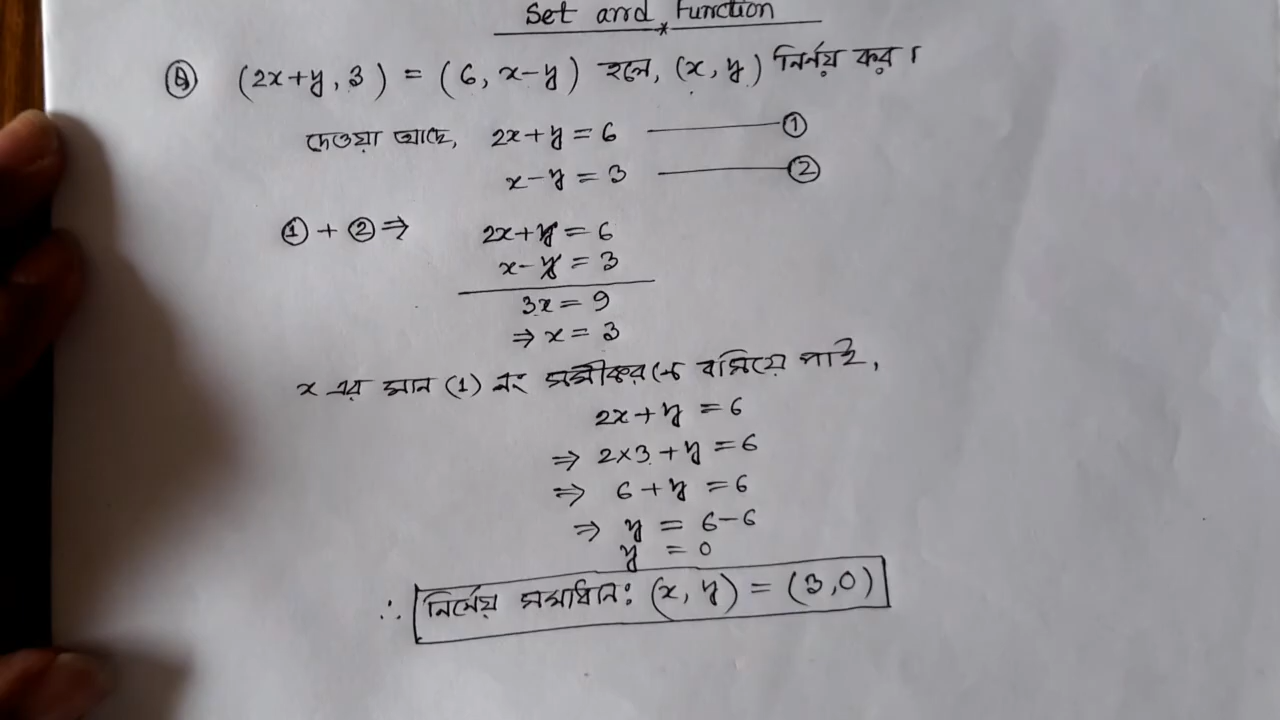 Set and Function
Ⓠ (2x+y, 3) = (6, x-y) হলে, (x, y) নির্নয় কর।
দেওয়া আছে, 2x+y = 6 ①
x-y = 3 ②
① + ② ⇒ 2x+y = 6
x-y = 3
3x = 9
⇒ x = 3
x এর মান (1) নং সমীকরণে বসিয়ে পাই,
2x+y = 6
⇒ 2×3+y = 6
⇒ 6+y = 6
⇒ y = 6-6
y = 0
∴ নির্নেয় সমাধান: (x, y) = (3,0)